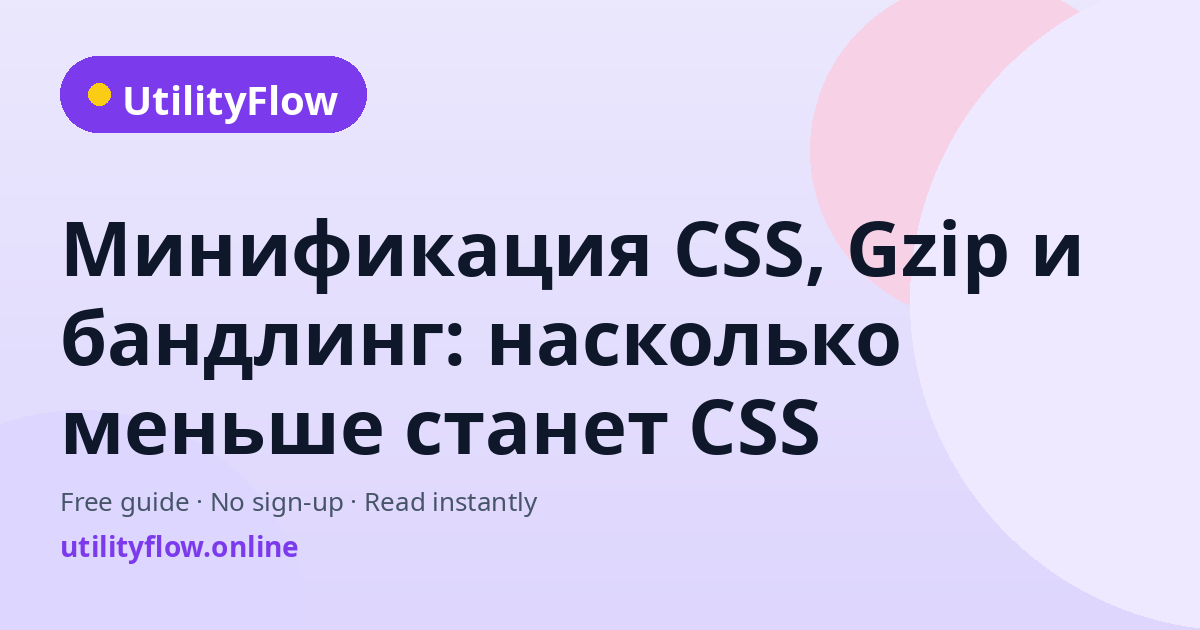 UtilityFlow
Минификация CSS, Gzip и
бандлинг: насколько
меньше станет CSS
Free guide · No sign-up · Read instantly
utilityflow.online